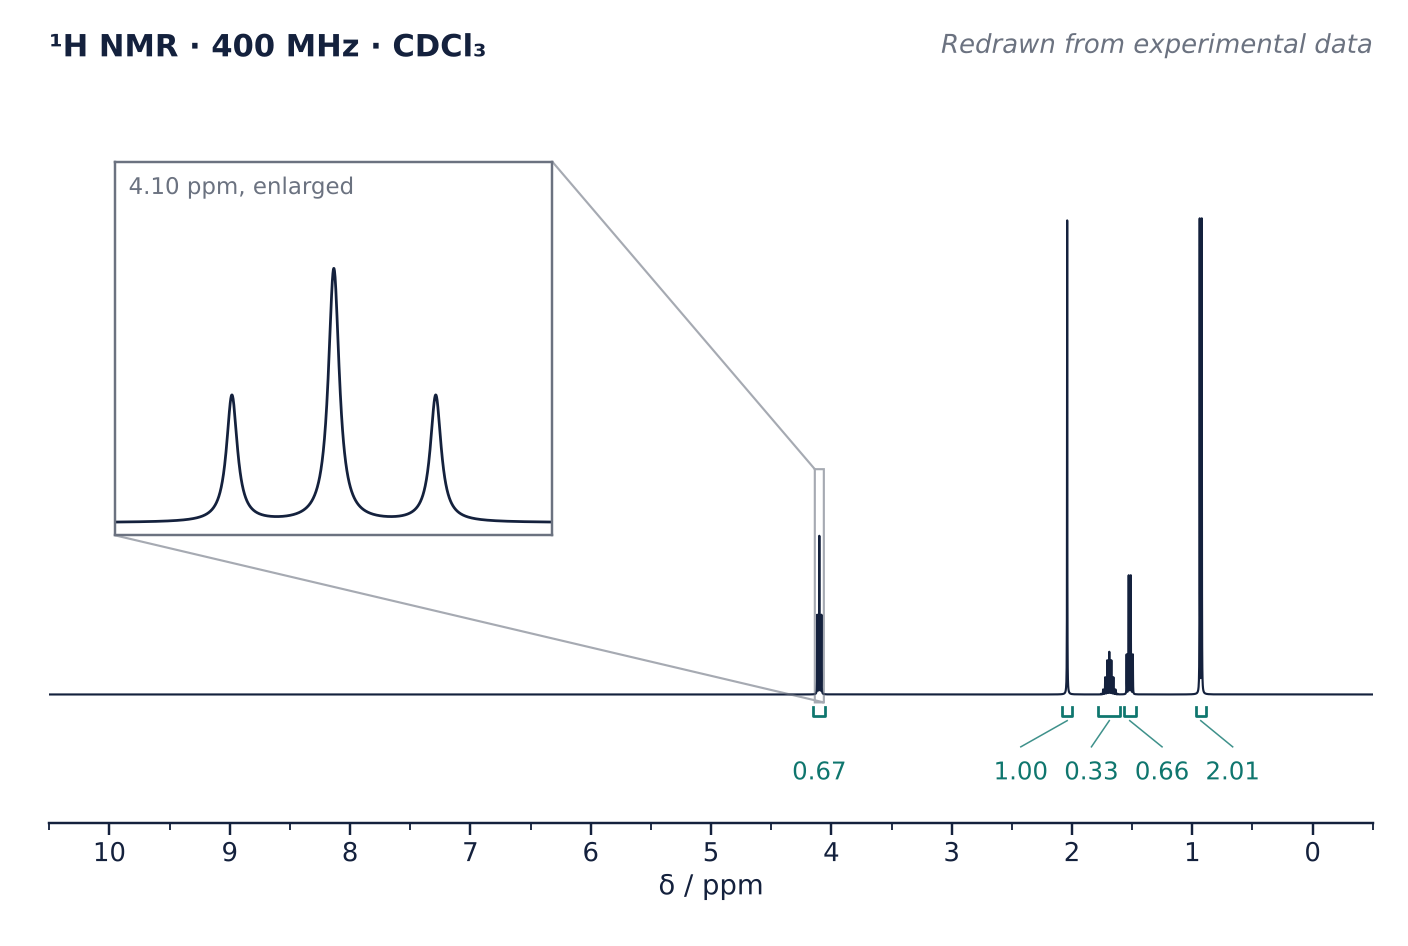 ¹H NMR · 400 MHz · CDCl₃
Redrawn from experimental data
4.10 ppm, enlarged
0.67 1.00 0.33 0.66 2.01
10 9 8 7 6 5 4 3 2 1 0
δ / ppm